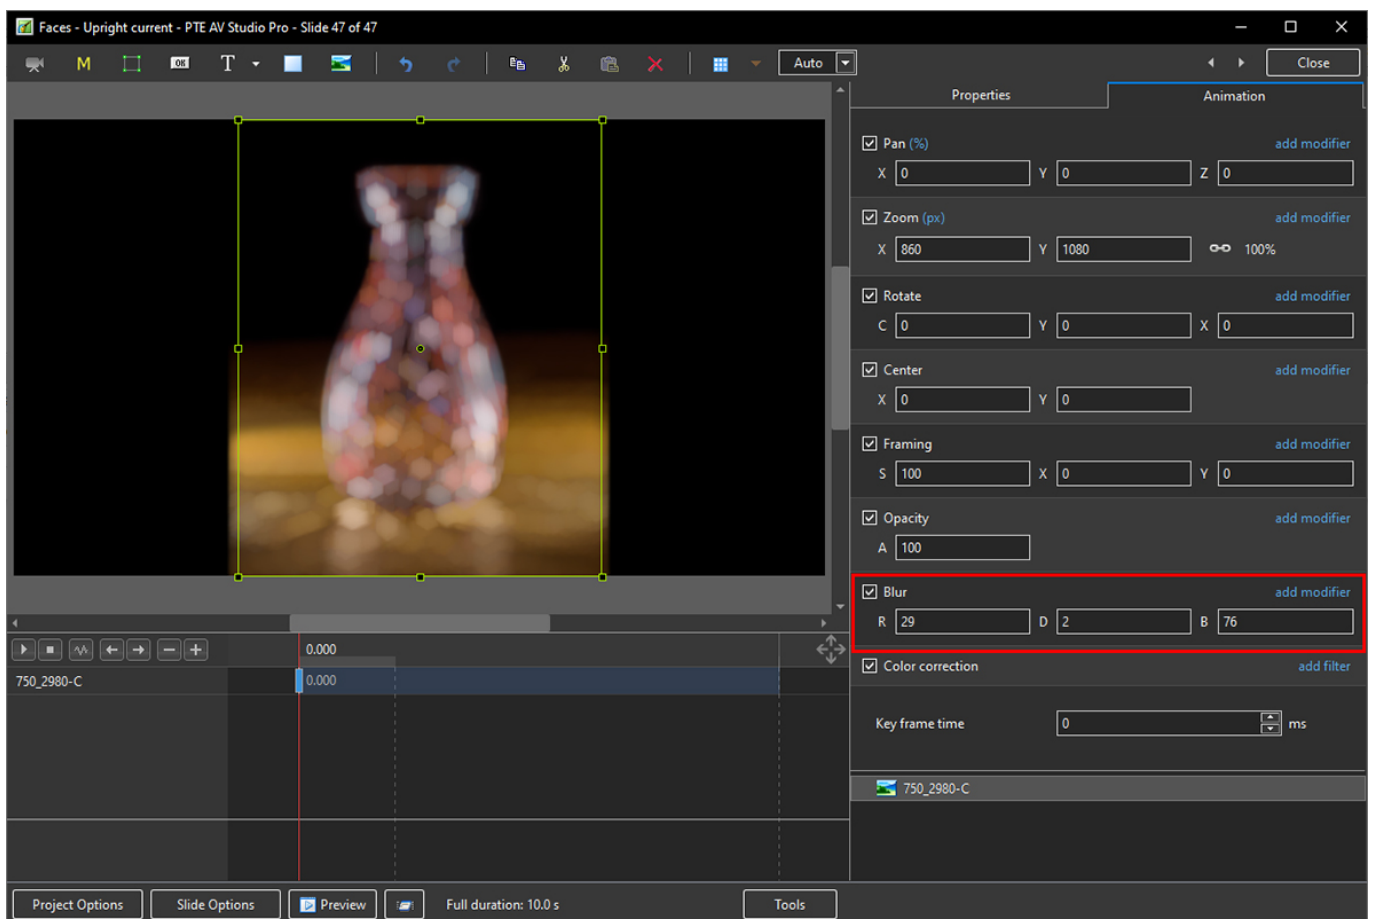 Faces - Upright current - PTE AV Studio Pro - Slide 47 of 47
M OK T Auto Close
Properties Animation
Pan (%) add modifier
X 0 Y 0 Z 0
Zoom (px) add modifier
X 860 Y 1080 100%
Rotate add modifier
C 0 Y 0 X 0
Center add modifier
X 0 Y 0
Framing add modifier
S 100 X 0 Y 0
Opacity add modifier
A 100
Blur add modifier
R 29 D 2 B 76
Color correction add filter
Key frame time 0 ms
750_2980-C
0.000
750_2980-C 0.000
Project Options Slide Options Preview Full duration: 10.0 s Tools